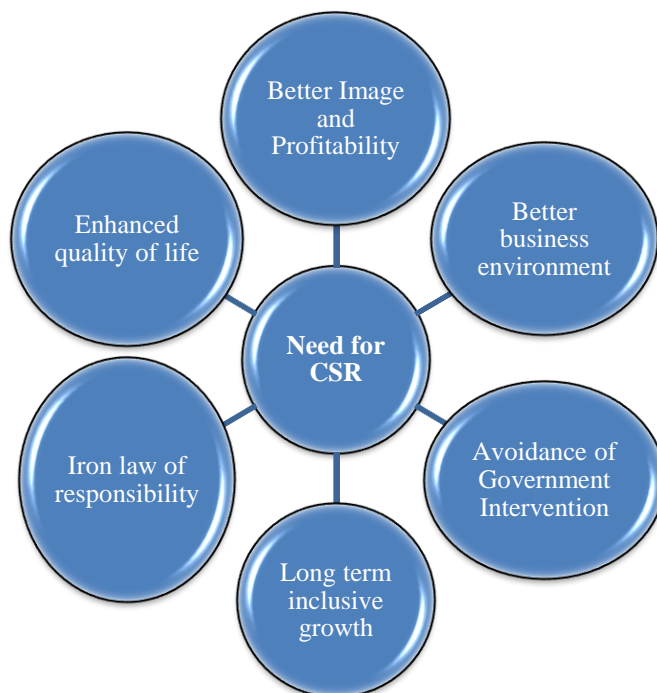 Better Image
and
Profitability
Better
business
environment
Avoidance of
Government
Intervention
Long term
inclusive
growth
Iron law of
responsibility
Enhanced
quality of life
Need for
CSR